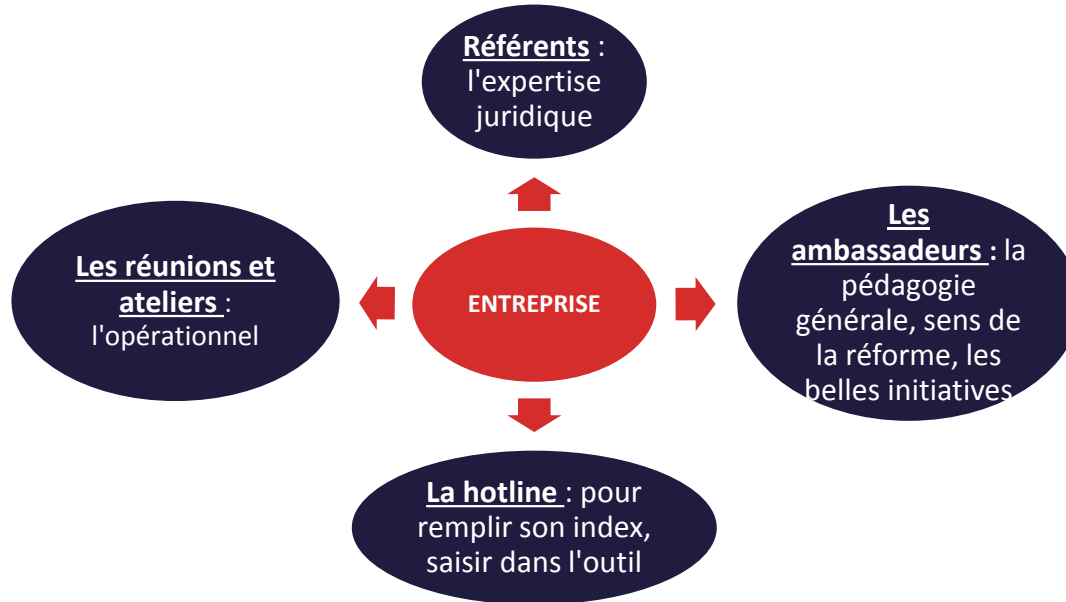 Référents :
l'expertise
juridique
Les réunions et
ateliers :
l'opérationnel
ENTREPRISE
Les
ambassadeurs : la
pédagogie
générale, sens de
la réforme, les
belles initiatives
La hotline : pour
remplir son index,
saisir dans l'outil